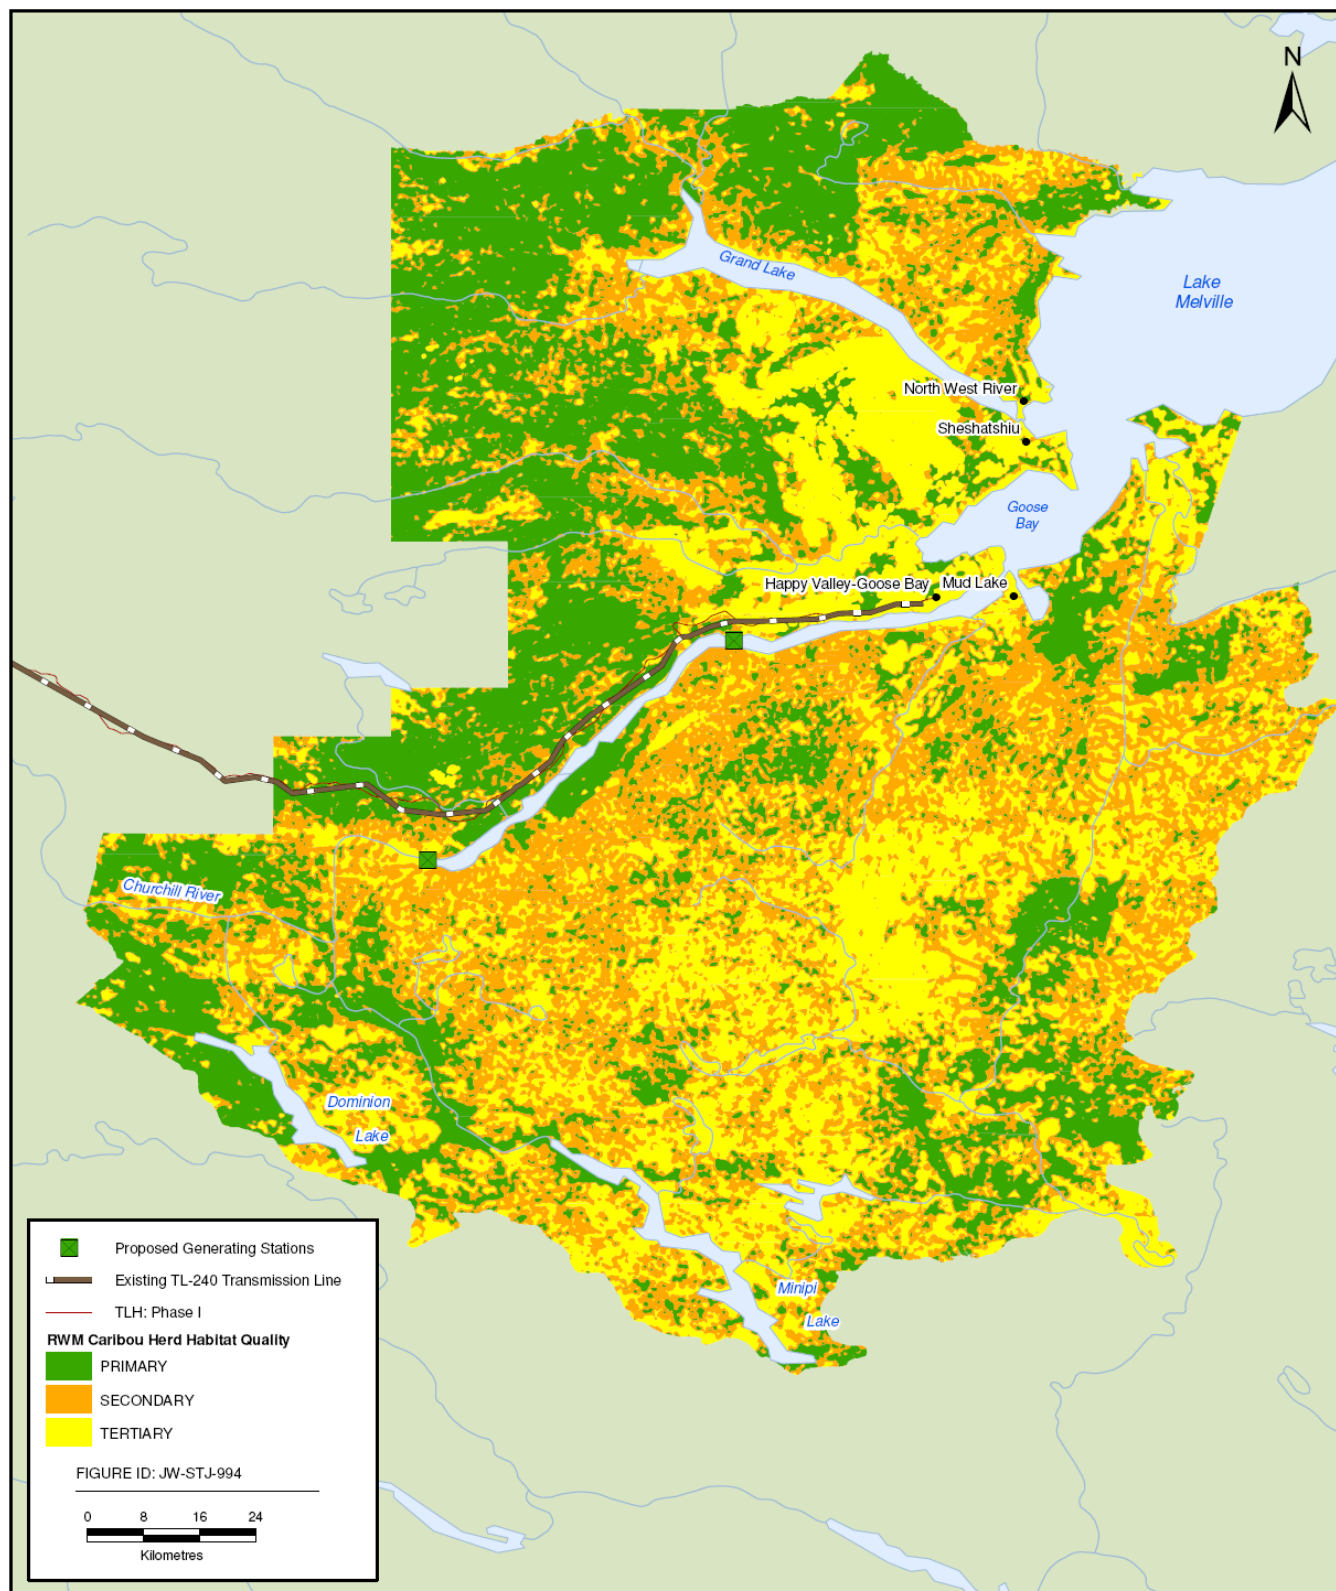 N
Grand Lake
Lake
Melville
North West River
Sheshatshiu
Goose
Bay
Happy Valley-Goose Bay
Mud Lake
Churchill River
Dominion
Lake
Minipi
Lake
Proposed Generating Stations
Existing TL-240 Transmission Line
TLH: Phase I
RWM Caribou Herd Habitat Quality
PRIMARY
SECONDARY
TERTIARY
FIGURE ID: JW-STJ-994
0 8 16 24
Kilometres